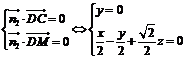 { n₂⃗ · DC⃗ = 0 ⇔ { y = 0
{ n₂⃗ · DM⃗ = 0 { x/2 − y/2 + √2/2 z = 0